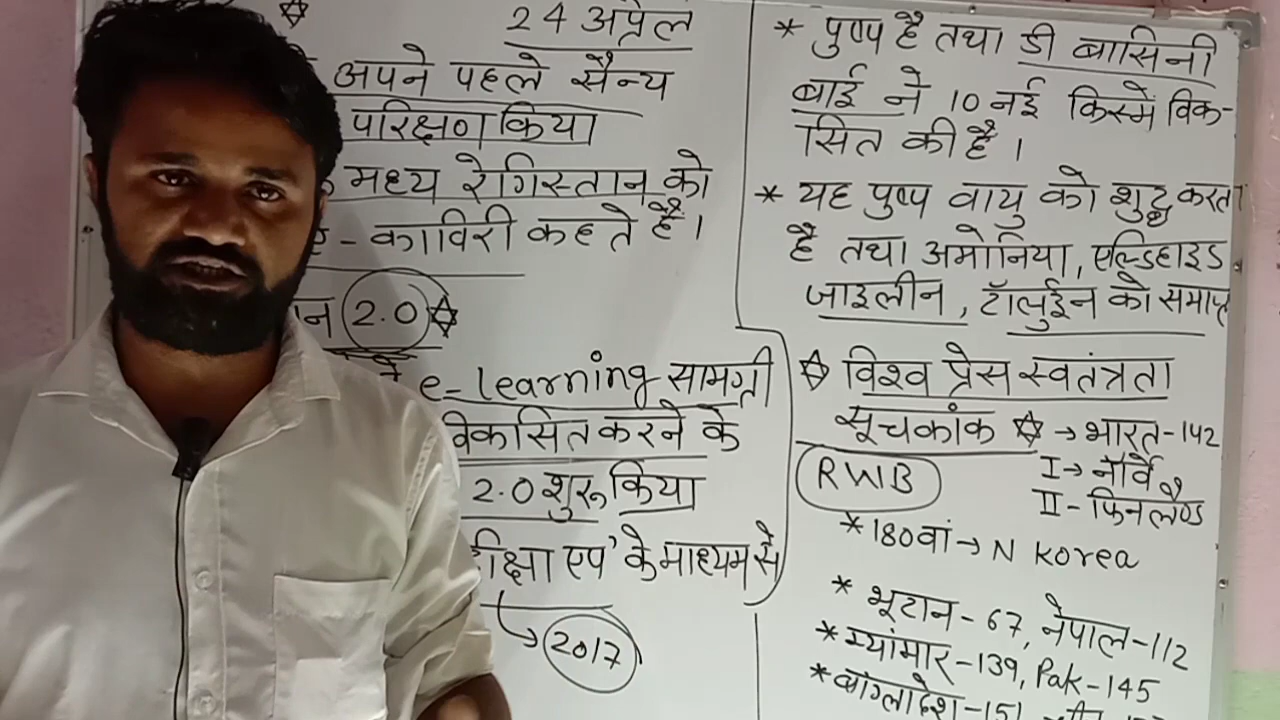 24 अप्रैल
अपने पहले सैन्य
परिक्षण किया
मध्य रेगिस्तान को
काविरी कहते हैं।
2.0
e-learning सामग्री
विकसित करने के
2.0 शुरू किया
एप' के माध्यम से
2017
* पुष्प है तथा डी वासिनी
बाई ने 10 नई किस्में विक-
सित की है।
* यह पुष्प वायु को शुद्ध करता
है तथा अमोनिया, एल्डिहाइड
जाइलीन, टॉलुईन को समाप्त
विश्व प्रेस स्वतंत्रता
सूचकांक → भारत-142
RWB I→ नॉर्वे
II- फिनलैण्ड
*180वां → N Korea
* भूटान-67, नेपाल-112
*म्यांमार-139, Pak-145
*बांग्लादेश-151